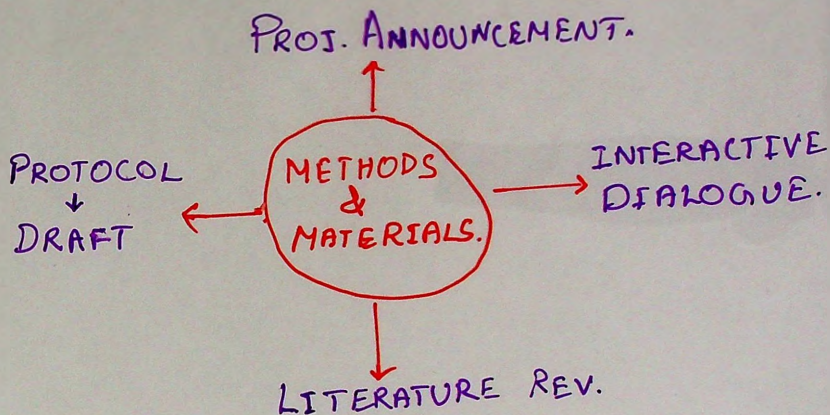 PROJ. ANNOUNCEMENT.
PROTOCOL
↓
DRAFT
METHODS
&
MATERIALS.
INTERACTIVE
DIALOGUE.
LITERATURE REV.